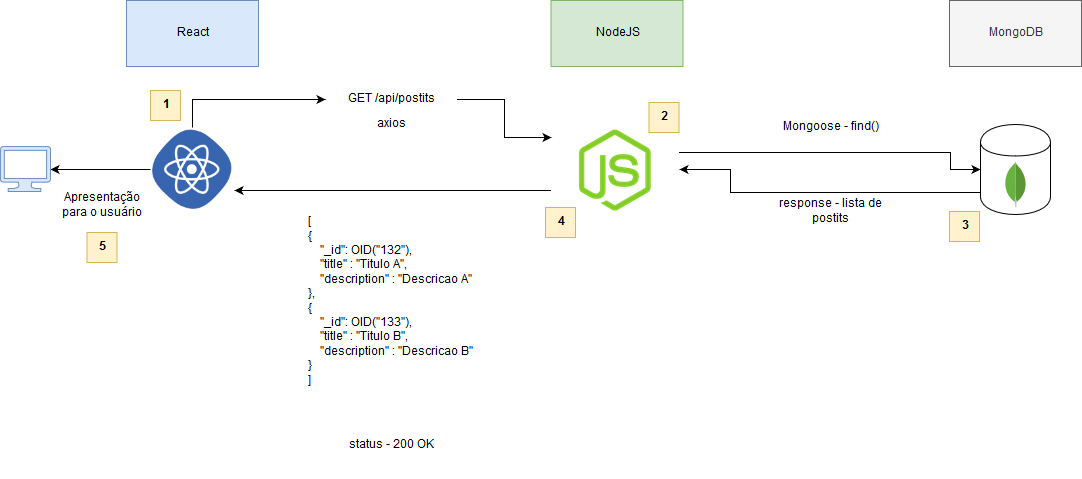 React
NodeJS
MongoDB
1
GET /api/postits
axios
2
Mongoose - find()
JS
Apresentação
para o usuário
response - lista de
postits
5
4
3
[
{
"_id": OID("132"),
"title" : "Titulo A",
"description" : "Descricao A"
},
{
"_id": OID("133"),
"title" : "Titulo B",
"description" : "Descricao B"
}
]
status - 200 OK